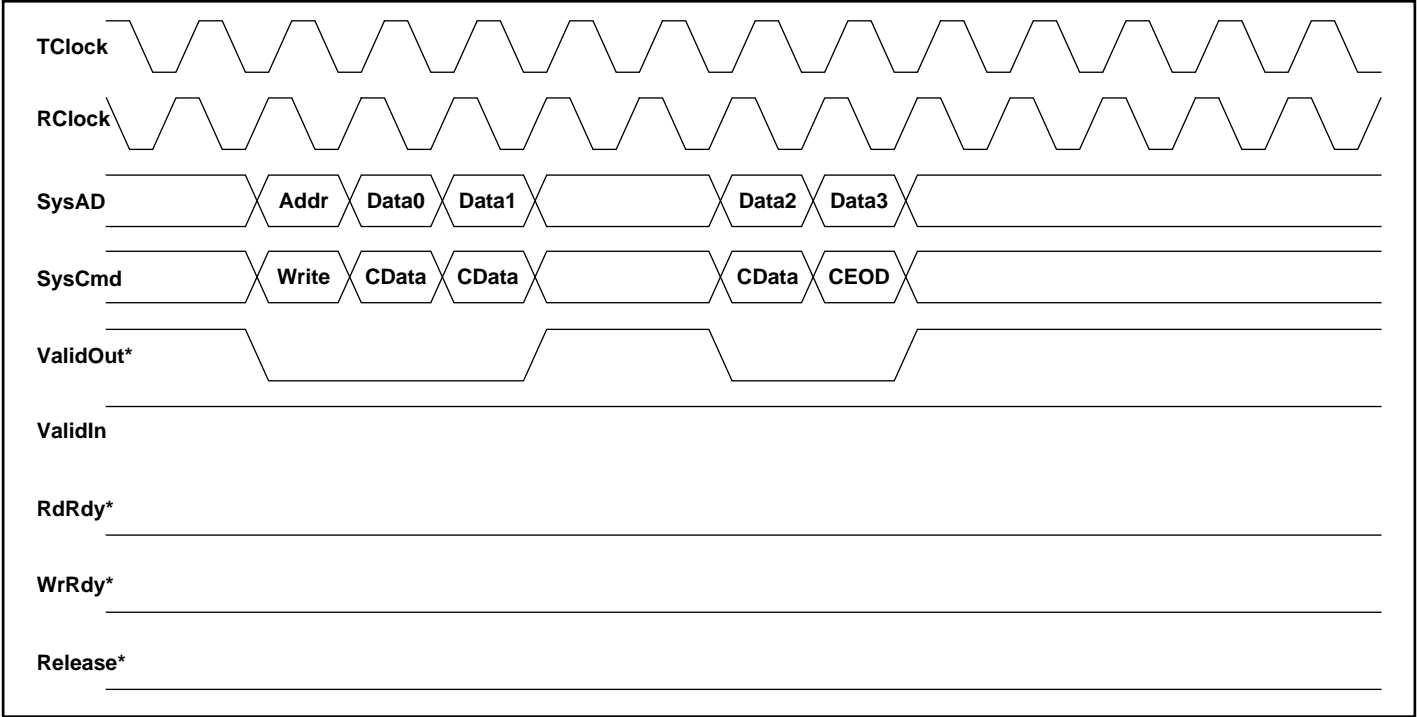 TClock
RClock
SysAD Addr Data0 Data1 Data2 Data3
SysCmd Write CData CData CData CEOD
ValidOut*
ValidIn
RdRdy*
WrRdy*
Release*